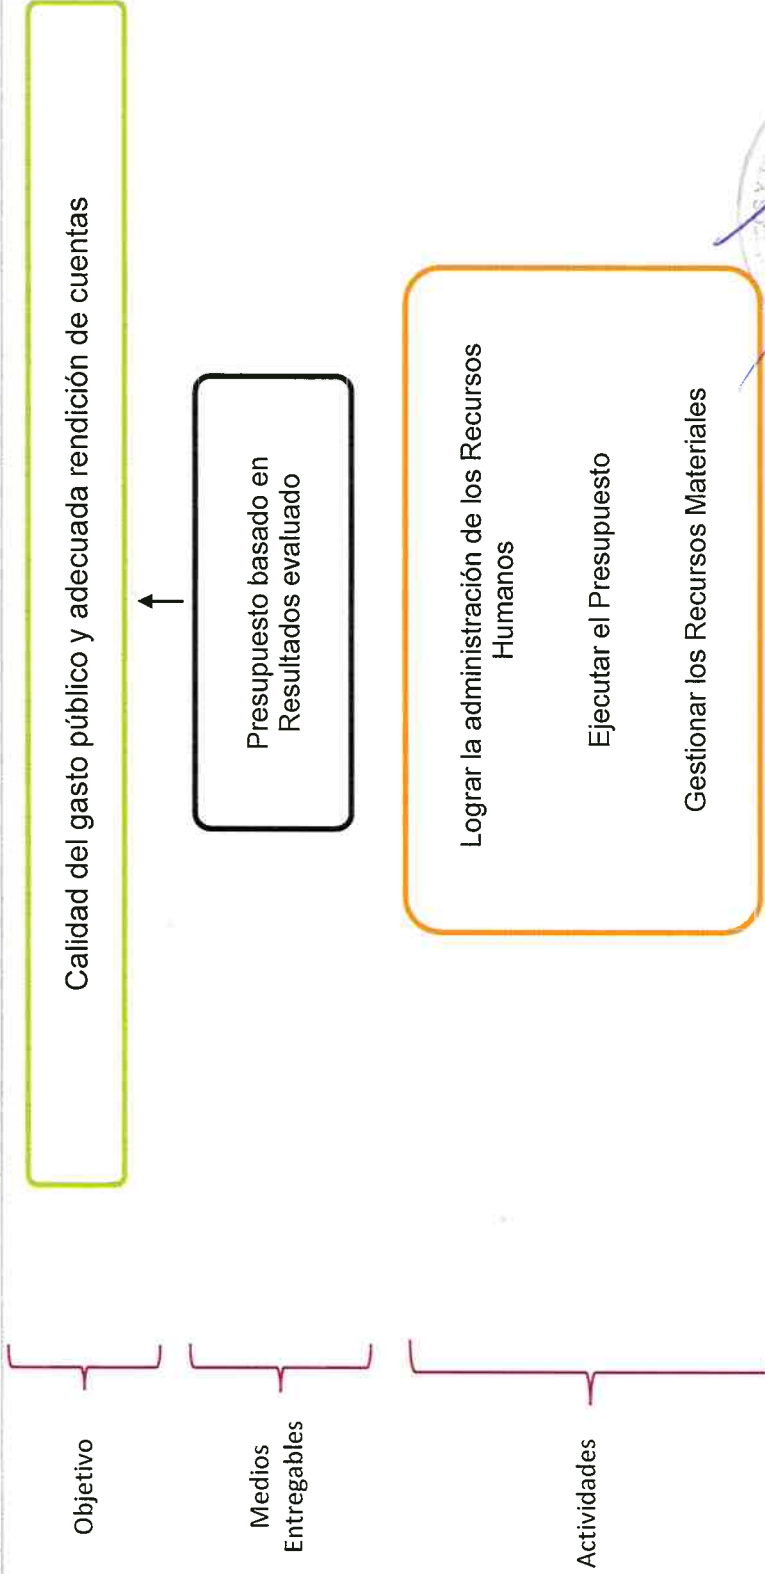 Objetivo
Calidad del gasto público y adecuada rendición de cuentas
Medios
Entregables
Presupuesto basado en
Resultados evaluado
Actividades
Lograr la administración de los Recursos
Humanos
Ejecutar el Presupuesto
Gestionar los Recursos Materiales